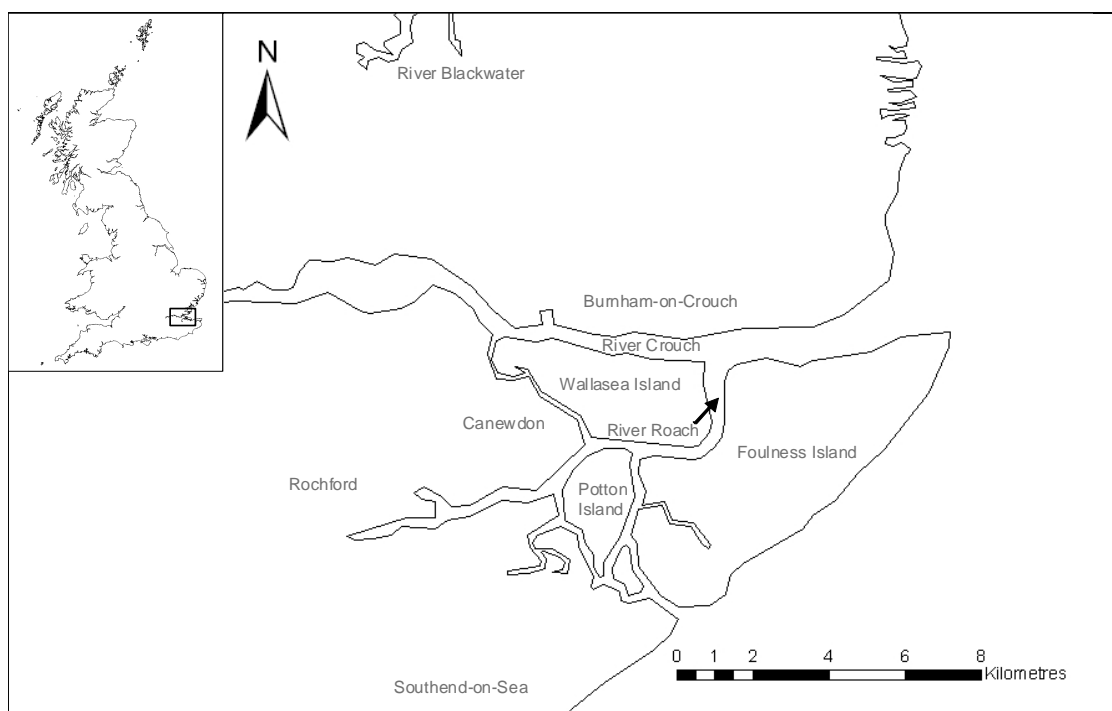 N
River Blackwater
Burnham-on-Crouch
River Crouch
Wallasea Island
Canewdon
River Roach
Foulness Island
Rochford
Potton
Island
0 1 2 4 6 8
Kilometres
Southend-on-Sea